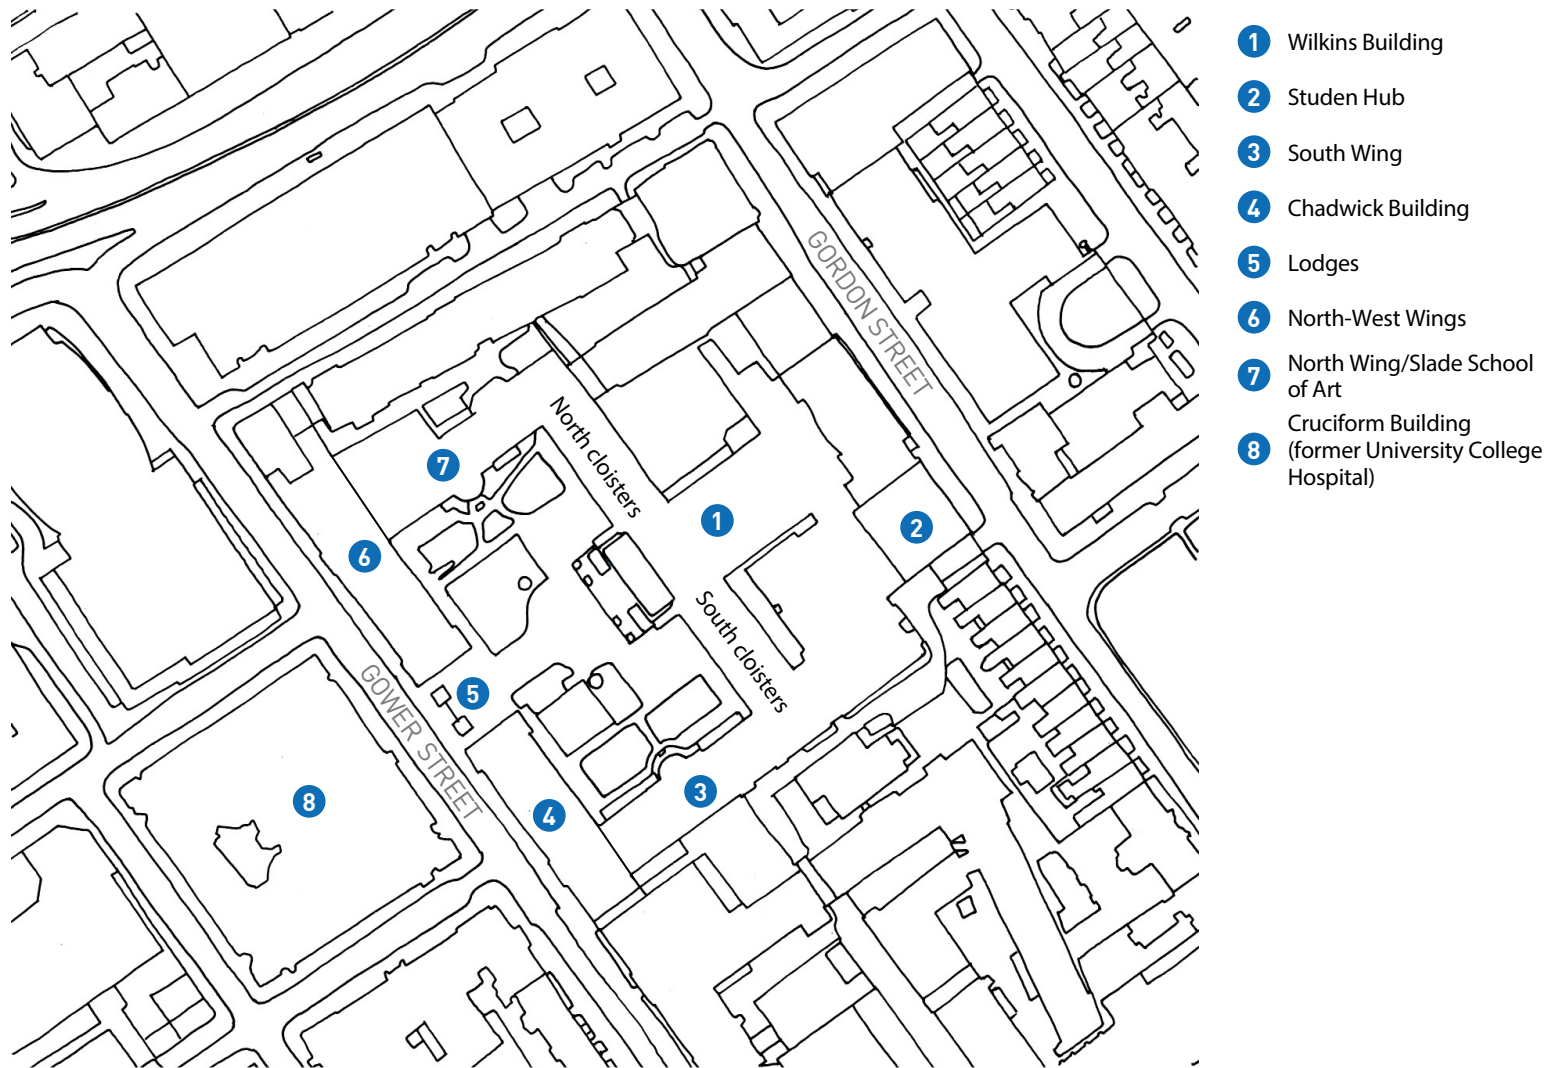 GORDON STREET
North cloisters
South cloisters
GOWER STREET
7
1
2
6
5
3
8
4
1 Wilkins Building
2 Studen Hub
3 South Wing
4 Chadwick Building
5 Lodges
6 North-West Wings
7 North Wing/Slade School
of Art
8 Cruciform Building
(former University College
Hospital)